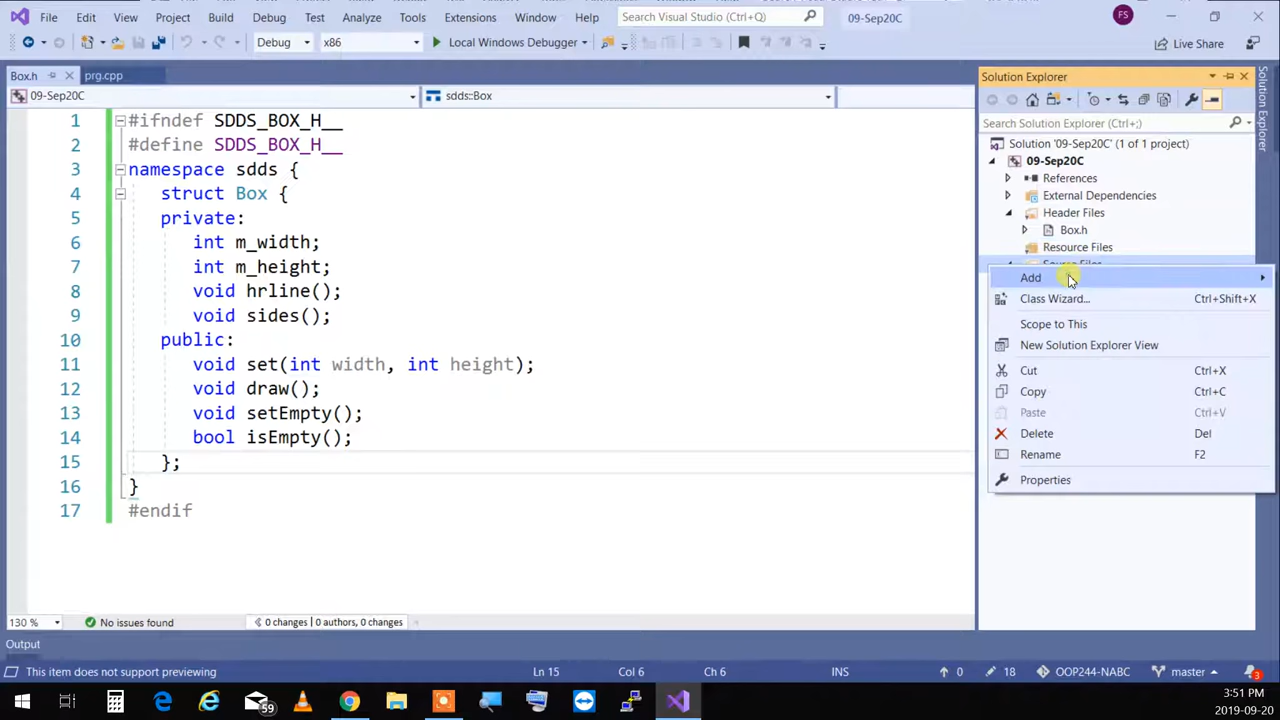 File Edit View Project Build Debug Test Analyze Tools Extensions Window Help Search Visual Studio (Ctrl+Q) 09-Sep20C FS
Debug x86 Local Windows Debugger Live Share
Box.h prg.cpp
09-Sep20C sdds::Box
1 #ifndef SDDS_BOX_H__
2 #define SDDS_BOX_H__
3 namespace sdds {
4 struct Box {
5 private:
6 int m_width;
7 int m_height;
8 void hrline();
9 void sides();
10 public:
11 void set(int width, int height);
12 void draw();
13 void setEmpty();
14 bool isEmpty();
15 };
16 }
17 #endif
130 % No issues found 0 changes | 0 authors, 0 changes
Output
Solution Explorer
Search Solution Explorer (Ctrl+;)
Solution '09-Sep20C' (1 of 1 project)
09-Sep20C
References
External Dependencies
Header Files
Box.h
Resource Files
Source Files
Add
Class Wizard... Ctrl+Shift+X
Scope to This
New Solution Explorer View
Cut Ctrl+X
Copy Ctrl+C
Paste Ctrl+V
Delete Del
Rename F2
Properties
Solution Explorer
This item does not support previewing Ln 15 Col 6 Ch 6 INS 0 18 OOP244-NABC master 3
59
3:51 PM
2019-09-20